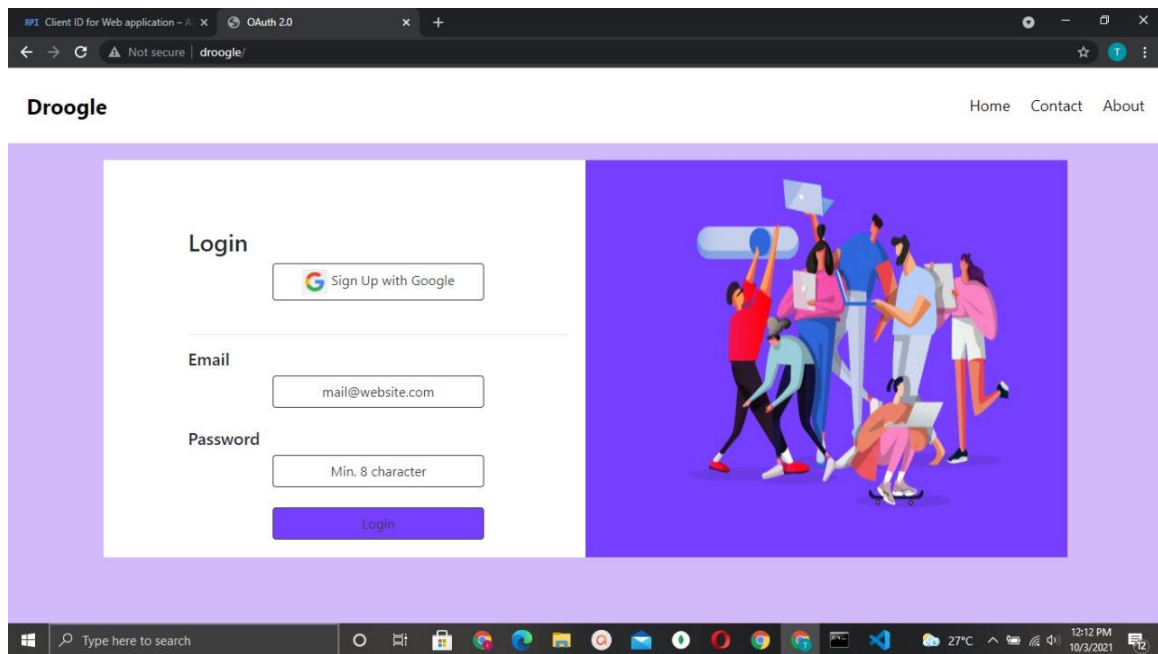 RPI Client ID for Web application – A
OAuth 2.0
Not secure | droogle/
T
Droogle
Home Contact About
Login
G Sign Up with Google
Email
mail@website.com
Password
Min. 8 character
Login
Type here to search
27°C
12:12 PM
10/3/2021
12